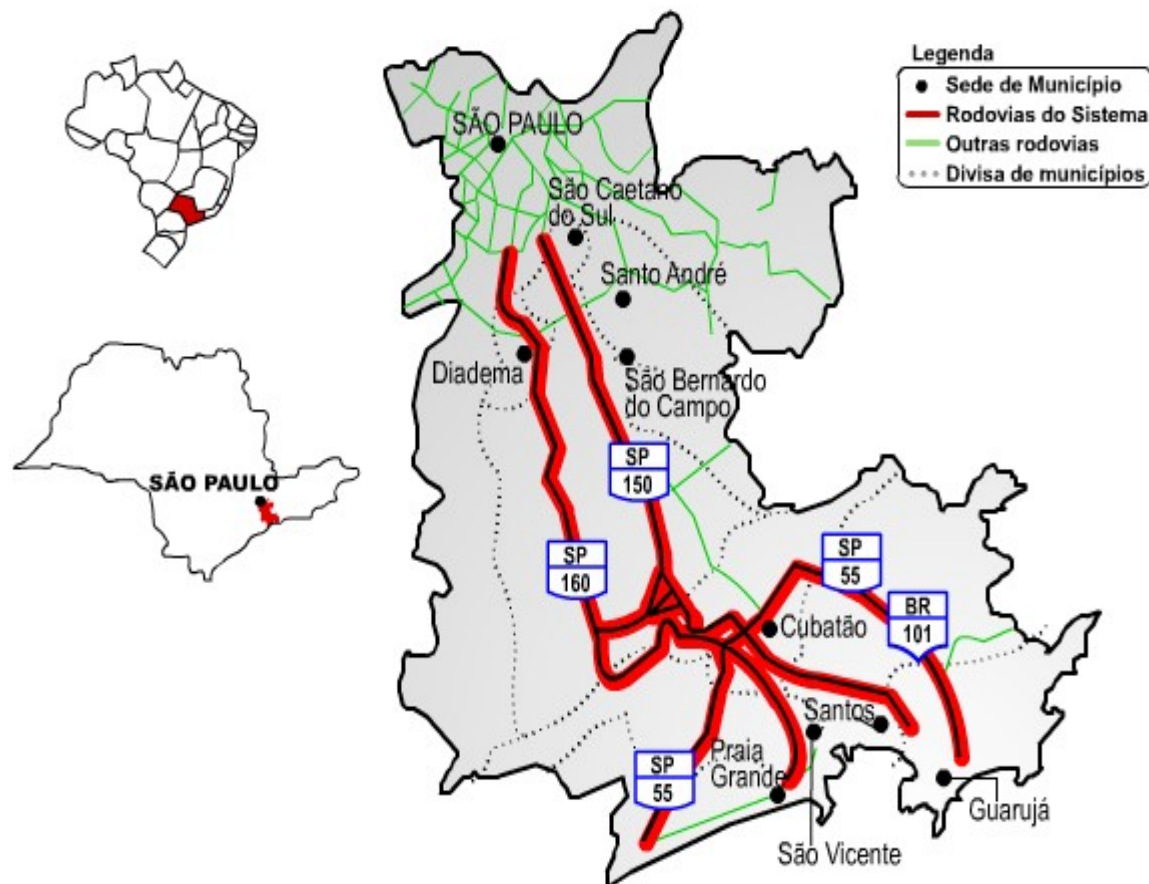 Legenda
Sede de Município
Rodovias do Sistema
Outras rodovias
Divisa de municípios
SÃO PAULO
São Caetano
do Sul
Santo André
Diadema
São Bernardo
do Campo
SP
150
SÃO PAULO
SP
160
SP
55
BR
101
Cubatão
Santos
Praia
Grande
SP
55
Guarujá
São Vicente